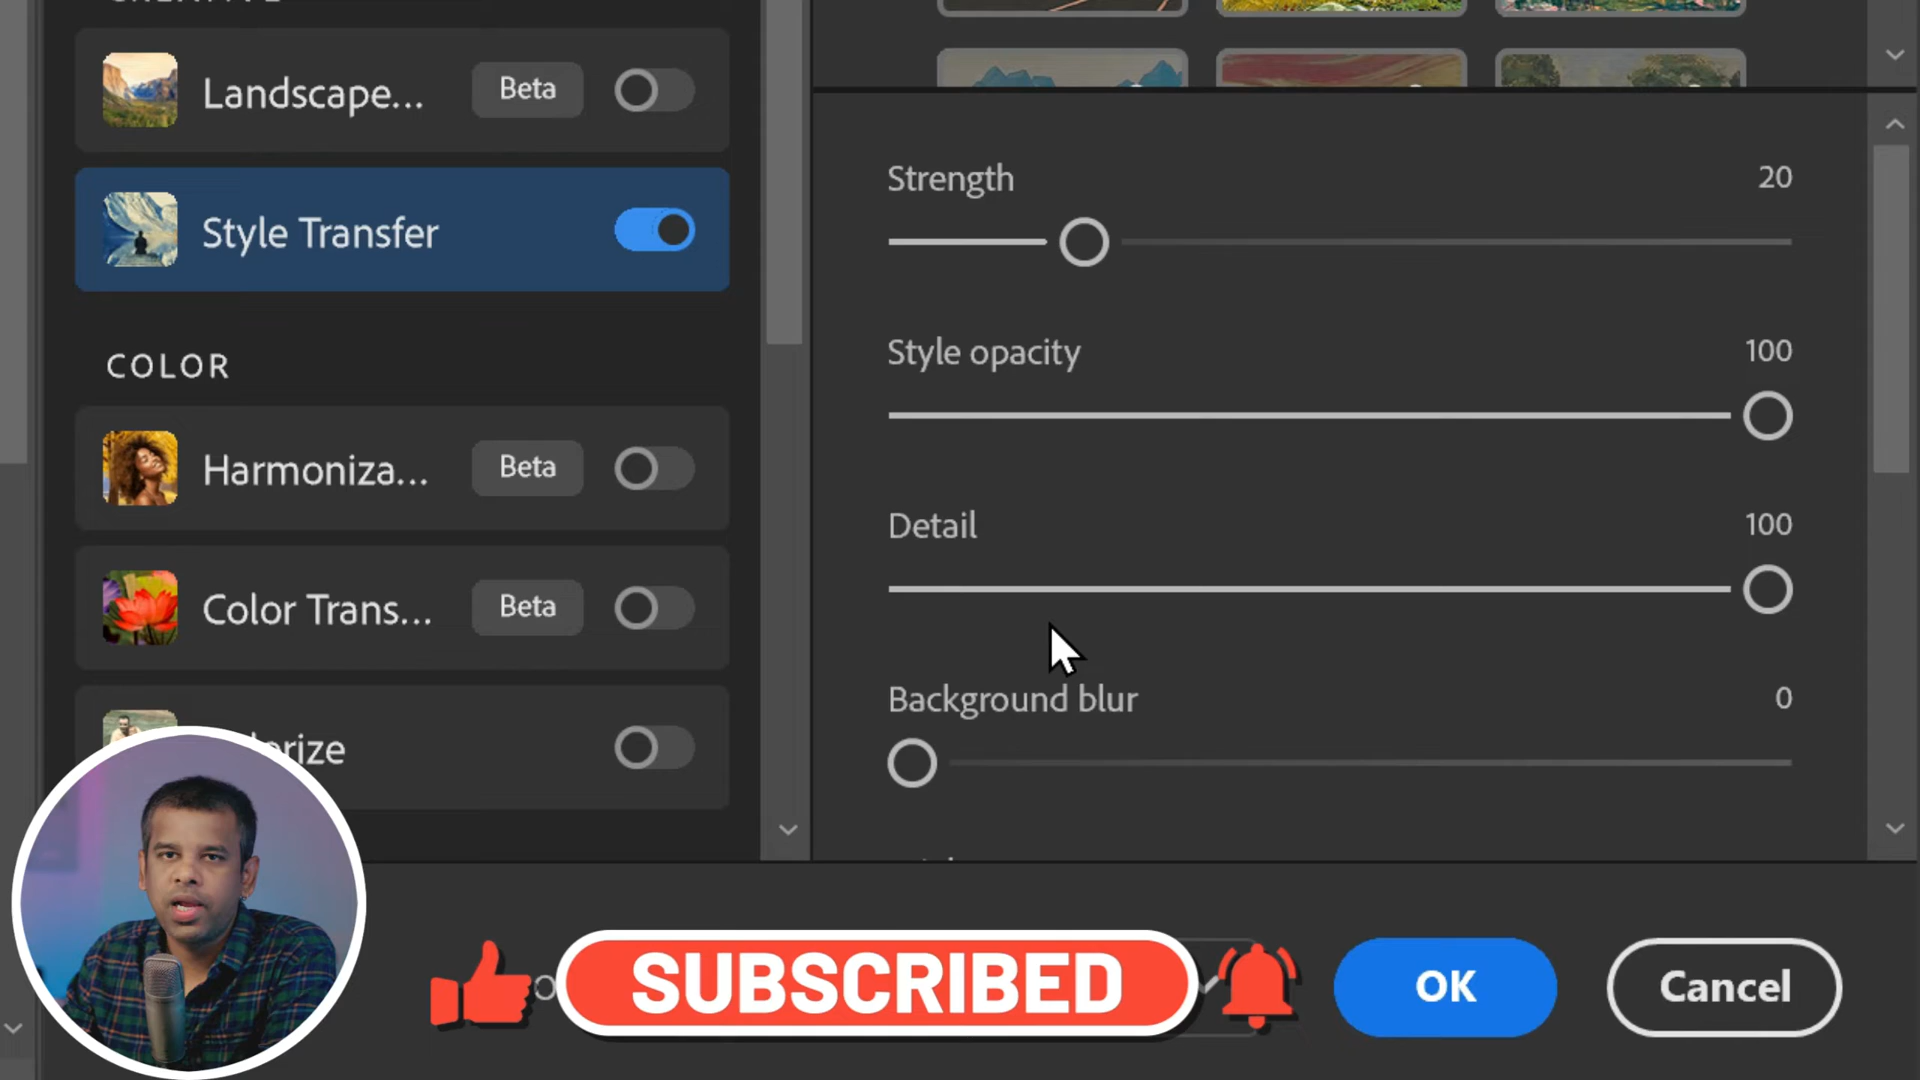 CREATIVE
Landscape...
Beta
Style Transfer
COLOR
Harmoniza...
Beta
Color Trans...
Beta
Strength
20
Style opacity
100
Detail
100
Background blur
0
SUBSCRIBED
OK
Cancel